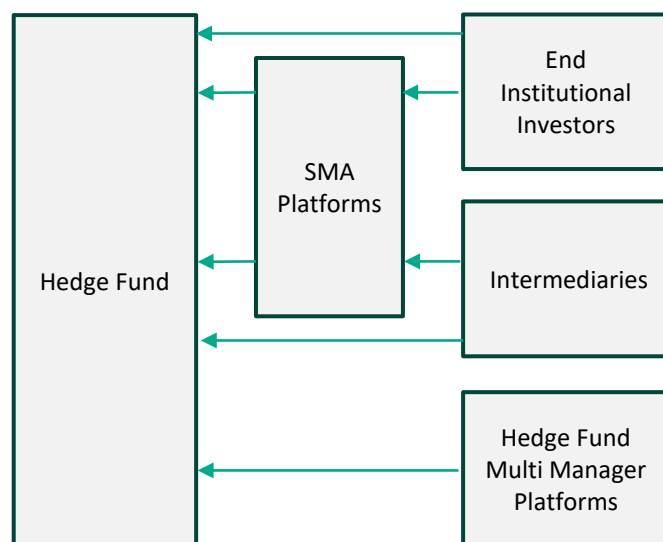 End
Institutional
Investors
SMA
Platforms
Hedge Fund
Intermediaries
Hedge Fund
Multi Manager
Platforms